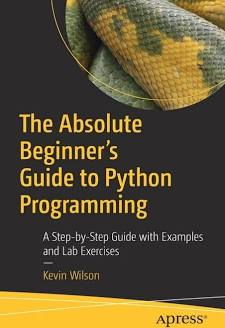 The Absolute
Beginner's
Guide to Python
Programming
A Step-by-Step Guide with Examples
and Lab Exercises
Kevin Wilson
Apress®